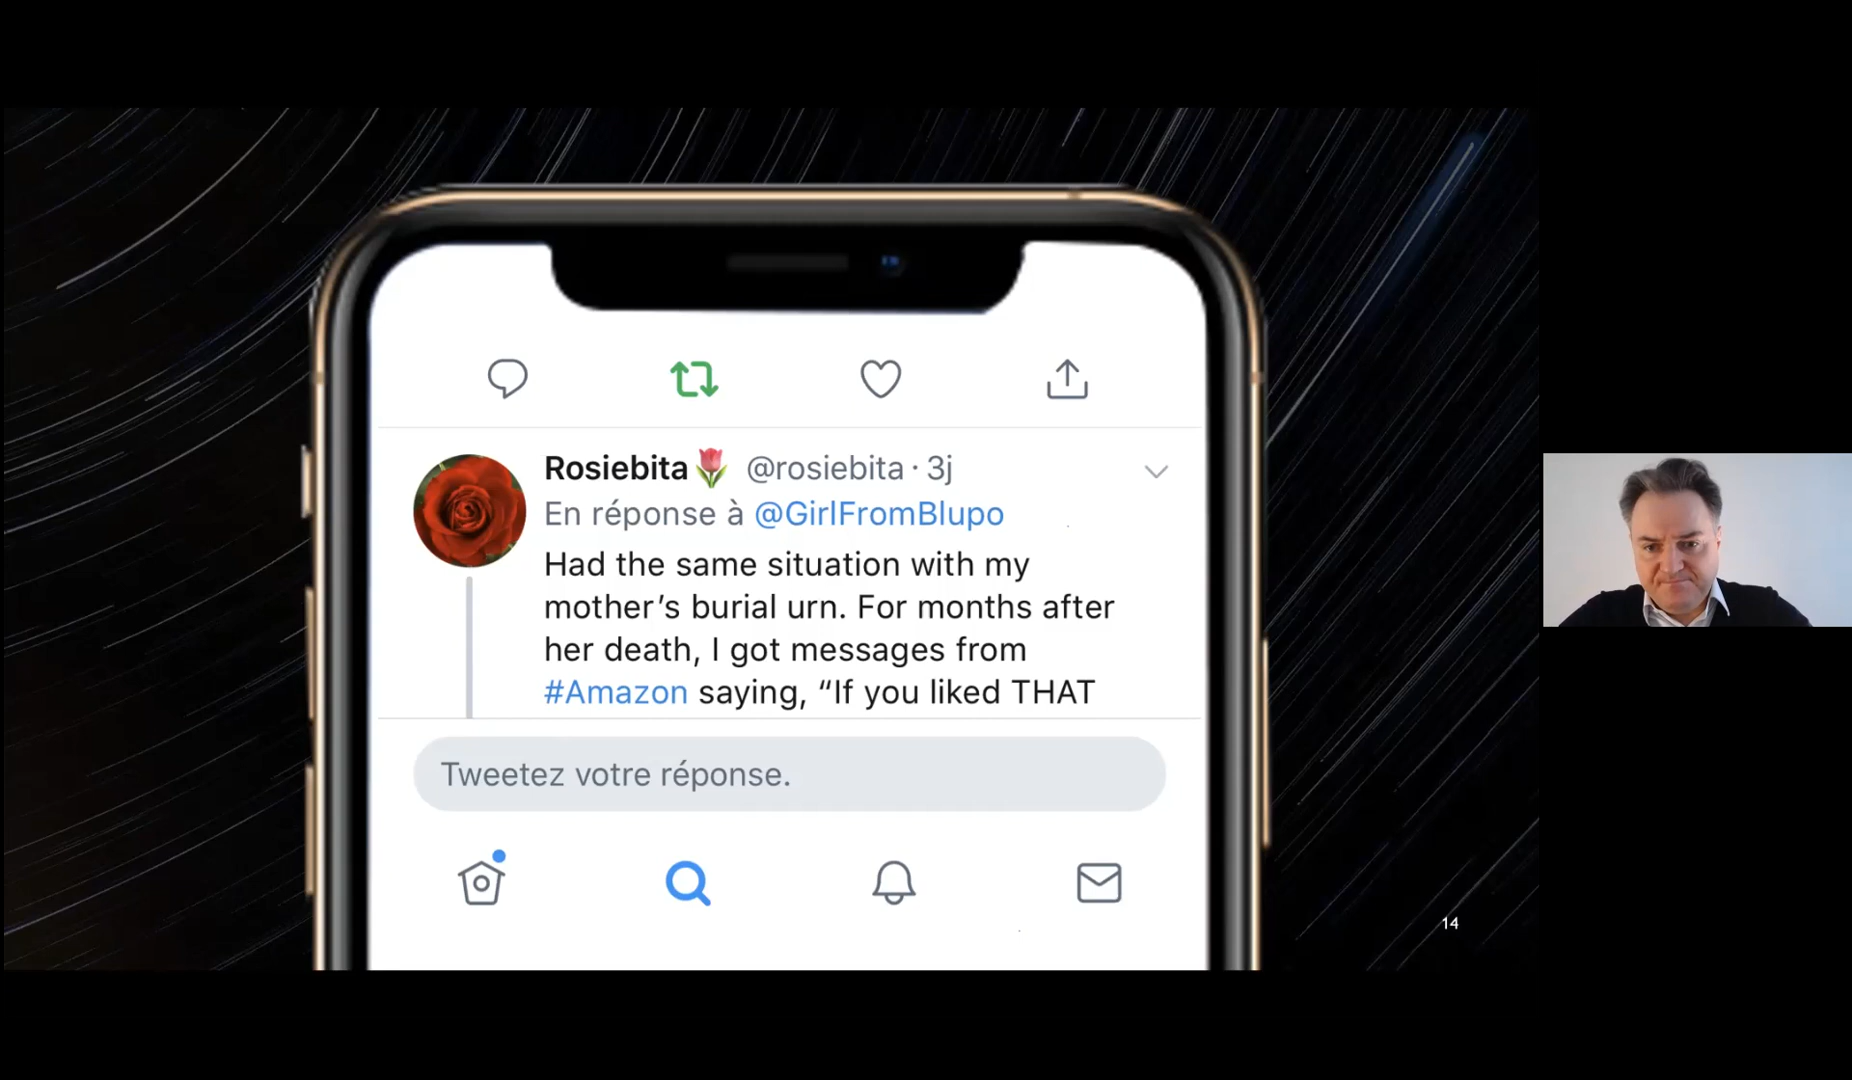 Rosiebita🌷 @rosiebita · 3j
En réponse à @GirlFromBlupo
Had the same situation with my
mother’s burial urn. For months after
her death, I got messages from
#Amazon saying, “If you liked THAT
Tweetez votre réponse.
14